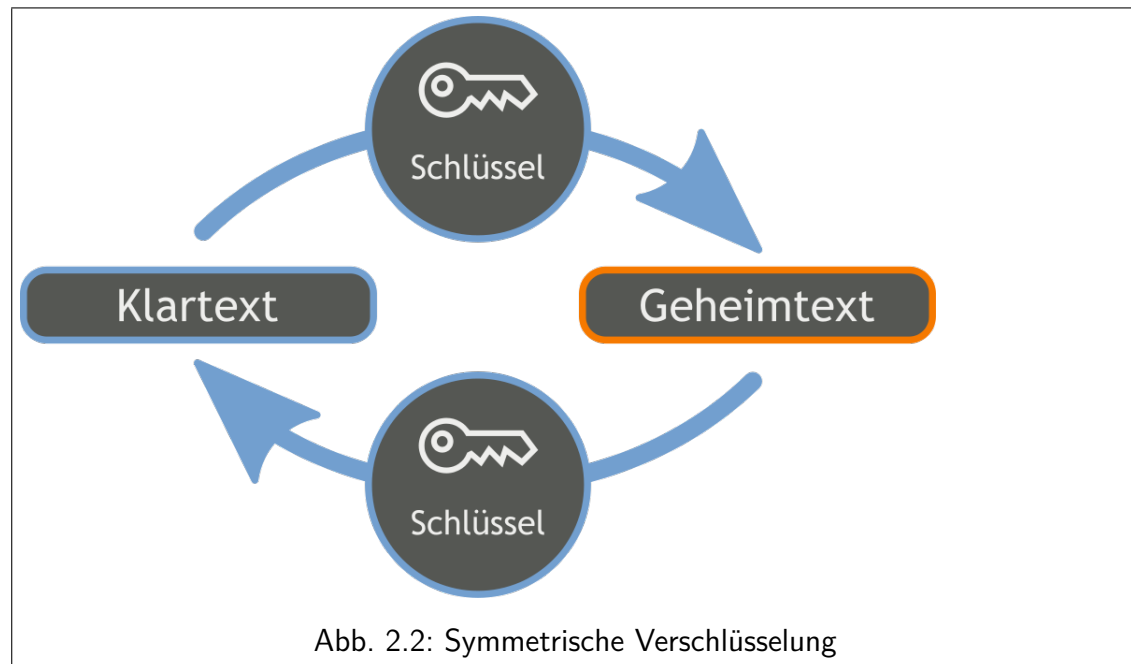 Schlüssel
Klartext
Geheimtext
Schlüssel
Abb. 2.2: Symmetrische Verschlüsselung